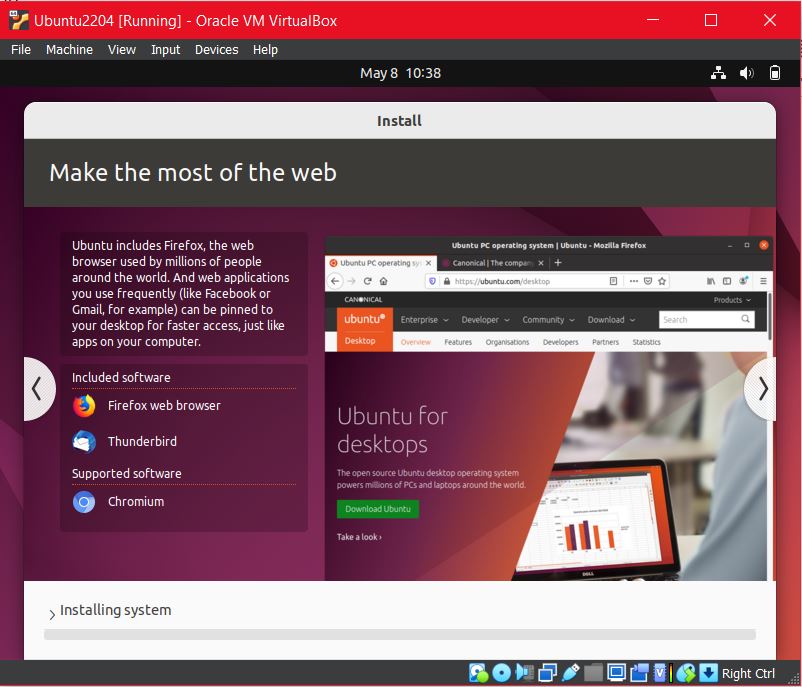 Ubuntu2204 [Running] - Oracle VM VirtualBox
File Machine View Input Devices Help
May 8 10:38
Install
Make the most of the web
Ubuntu includes Firefox, the web
browser used by millions of people
around the world. And web applications
you use frequently (like Facebook or
Gmail, for example) can be pinned to
your desktop for faster access, just like
apps on your computer.
Included software
Firefox web browser
Thunderbird
Supported software
Chromium
Ubuntu PC operating system | Ubuntu - Mozilla Firefox
Ubuntu PC operating sy
Canonical | The compan
https://ubuntu.com/desktop
CANONICAL Products
ubuntu Enterprise Developer Community Download Search
Desktop Overview Features Organisations Developers Partners Statistics
Ubuntu for
desktops
The open source Ubuntu desktop operating system
powers millions of PCs and laptops around the world.
Download Ubuntu
Take a look ›
DELL
Installing system
Right Ctrl